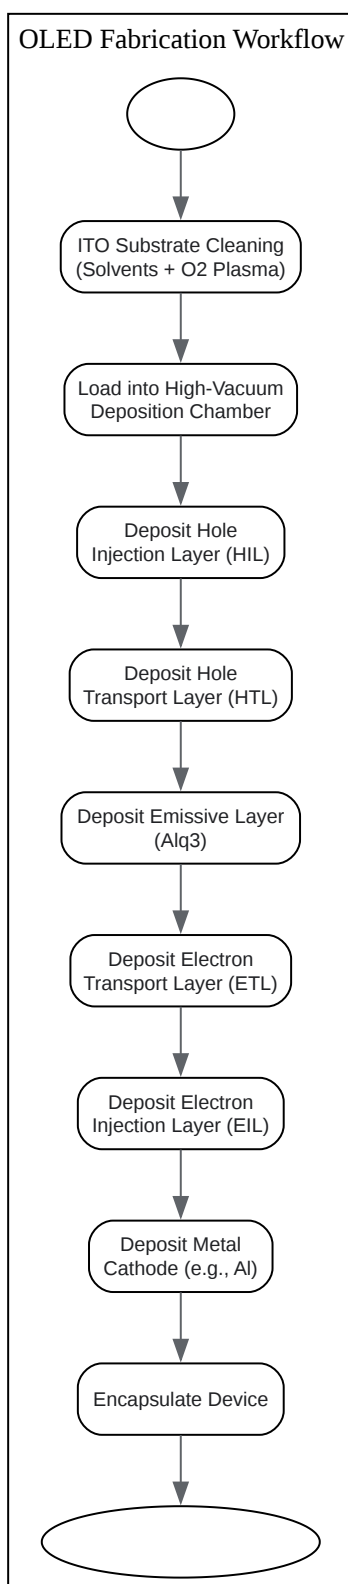 OLED Fabrication Workflow
ITO Substrate Cleaning
(Solvents + O2 Plasma)
Load into High-Vacuum
Deposition Chamber
Deposit Hole
Injection Layer (HIL)
Deposit Hole
Transport Layer (HTL)
Deposit Emissive Layer
(Alq3)
Deposit Electron
Transport Layer (ETL)
Deposit Electron
Injection Layer (EIL)
Deposit Metal
Cathode (e.g., Al)
Encapsulate Device